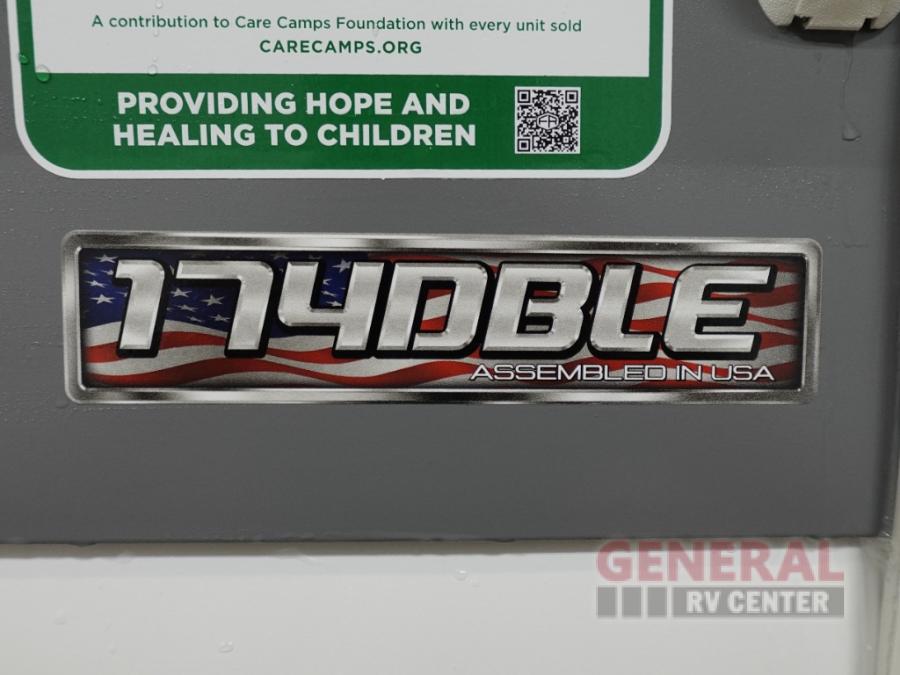 A contribution to Care Camps Foundation with every unit sold
CARECAMPS.ORG
PROVIDING HOPE AND
HEALING TO CHILDREN
174DBLE
ASSEMBLED IN USA
GENERAL
RV CENTER